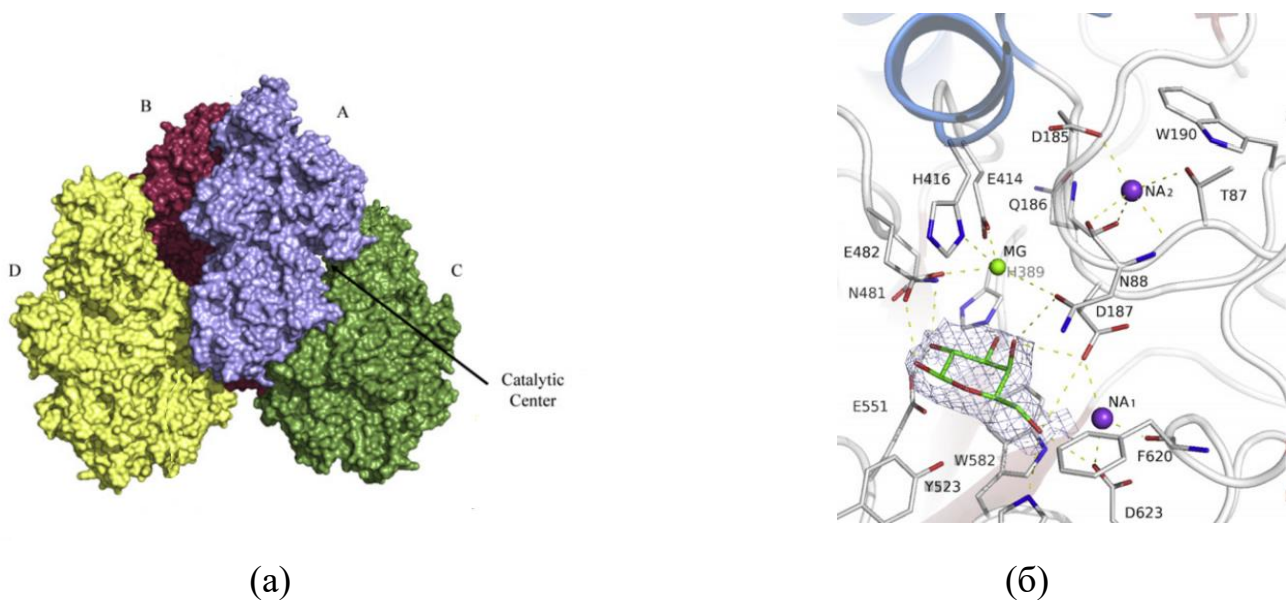 B
A
D
C
Catalytic
Center
D185
W190
H416
E414
NA2
Q186
T87
E482
MG
H389
N481
N88
D187
E551
NA1
W582
F620
Y523
D623
(а)
(б)